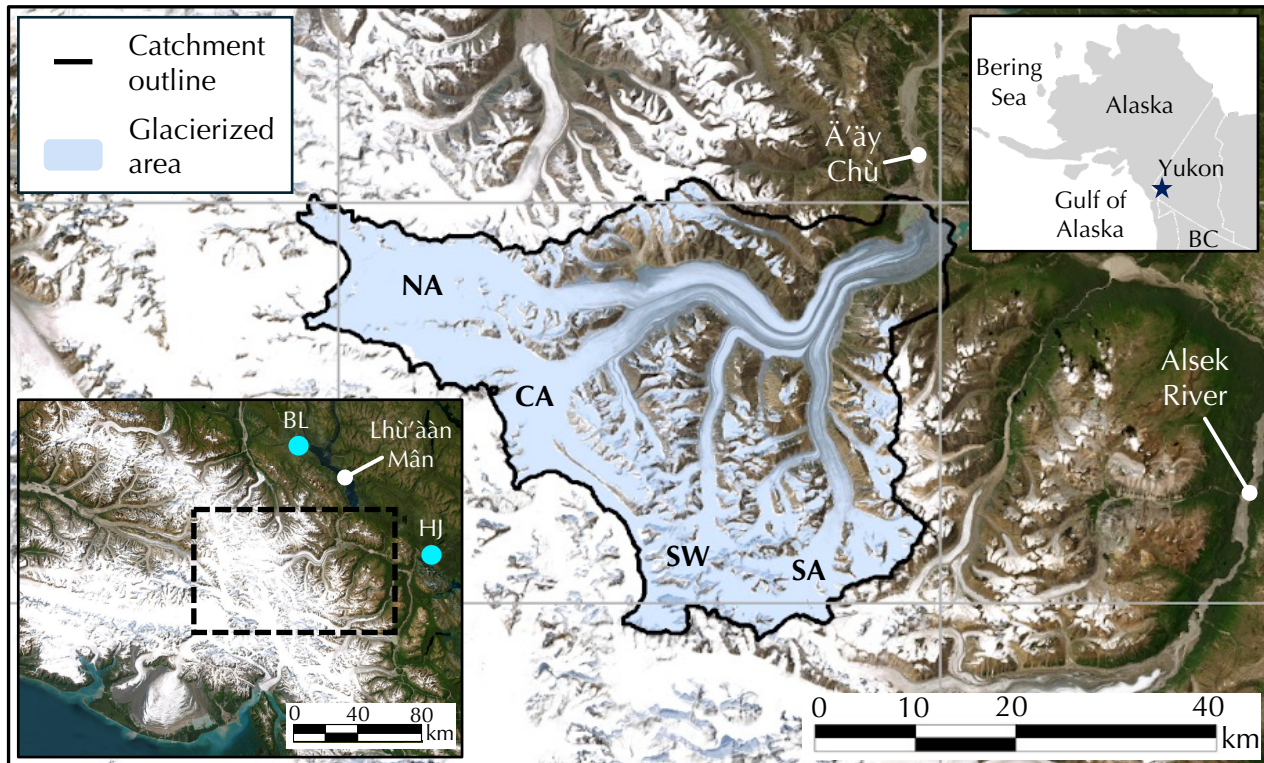 Catchment
outline
Glacierized
area
Ä'äy
Chù
Bering
Sea
Alaska
Yukon
Gulf of
Alaska
BC
NA
CA
SW
SA
Alsek
River
BL
Lhù'ààn
Mân
HJ
0 40 80
km
0 10 20 40
km